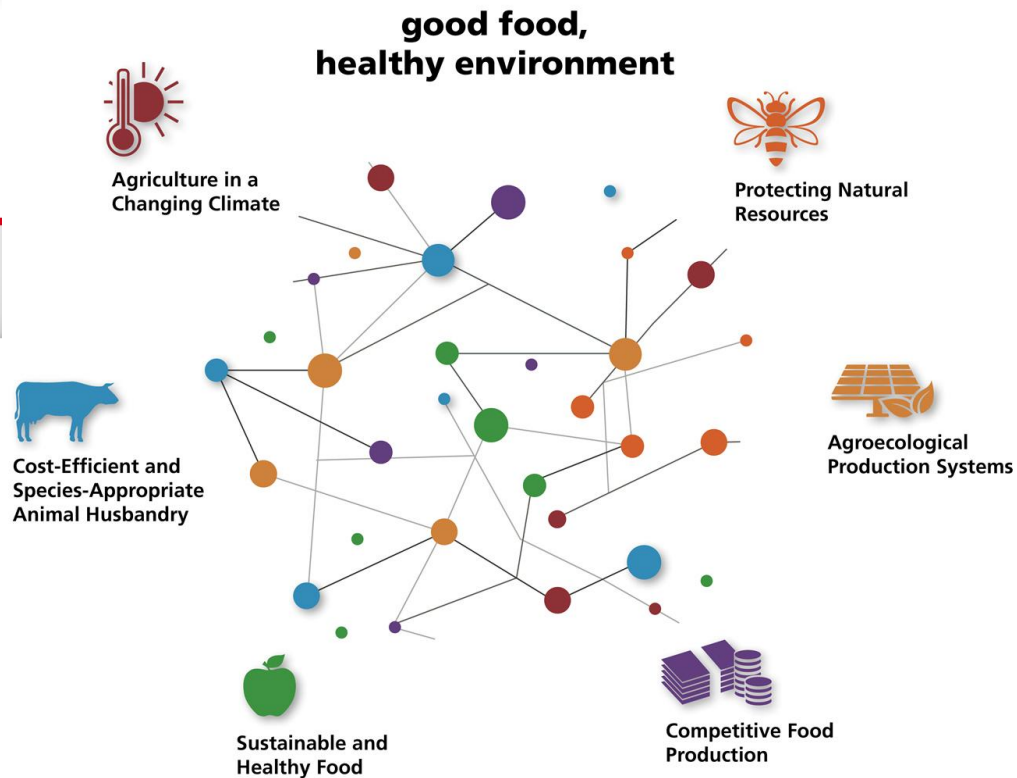 good food,
healthy environment
Agriculture in a
Changing Climate
Protecting Natural
Resources
Cost-Efficient and
Species-Appropriate
Animal Husbandry
Agroecological
Production Systems
Sustainable and
Healthy Food
Competitive Food
Production